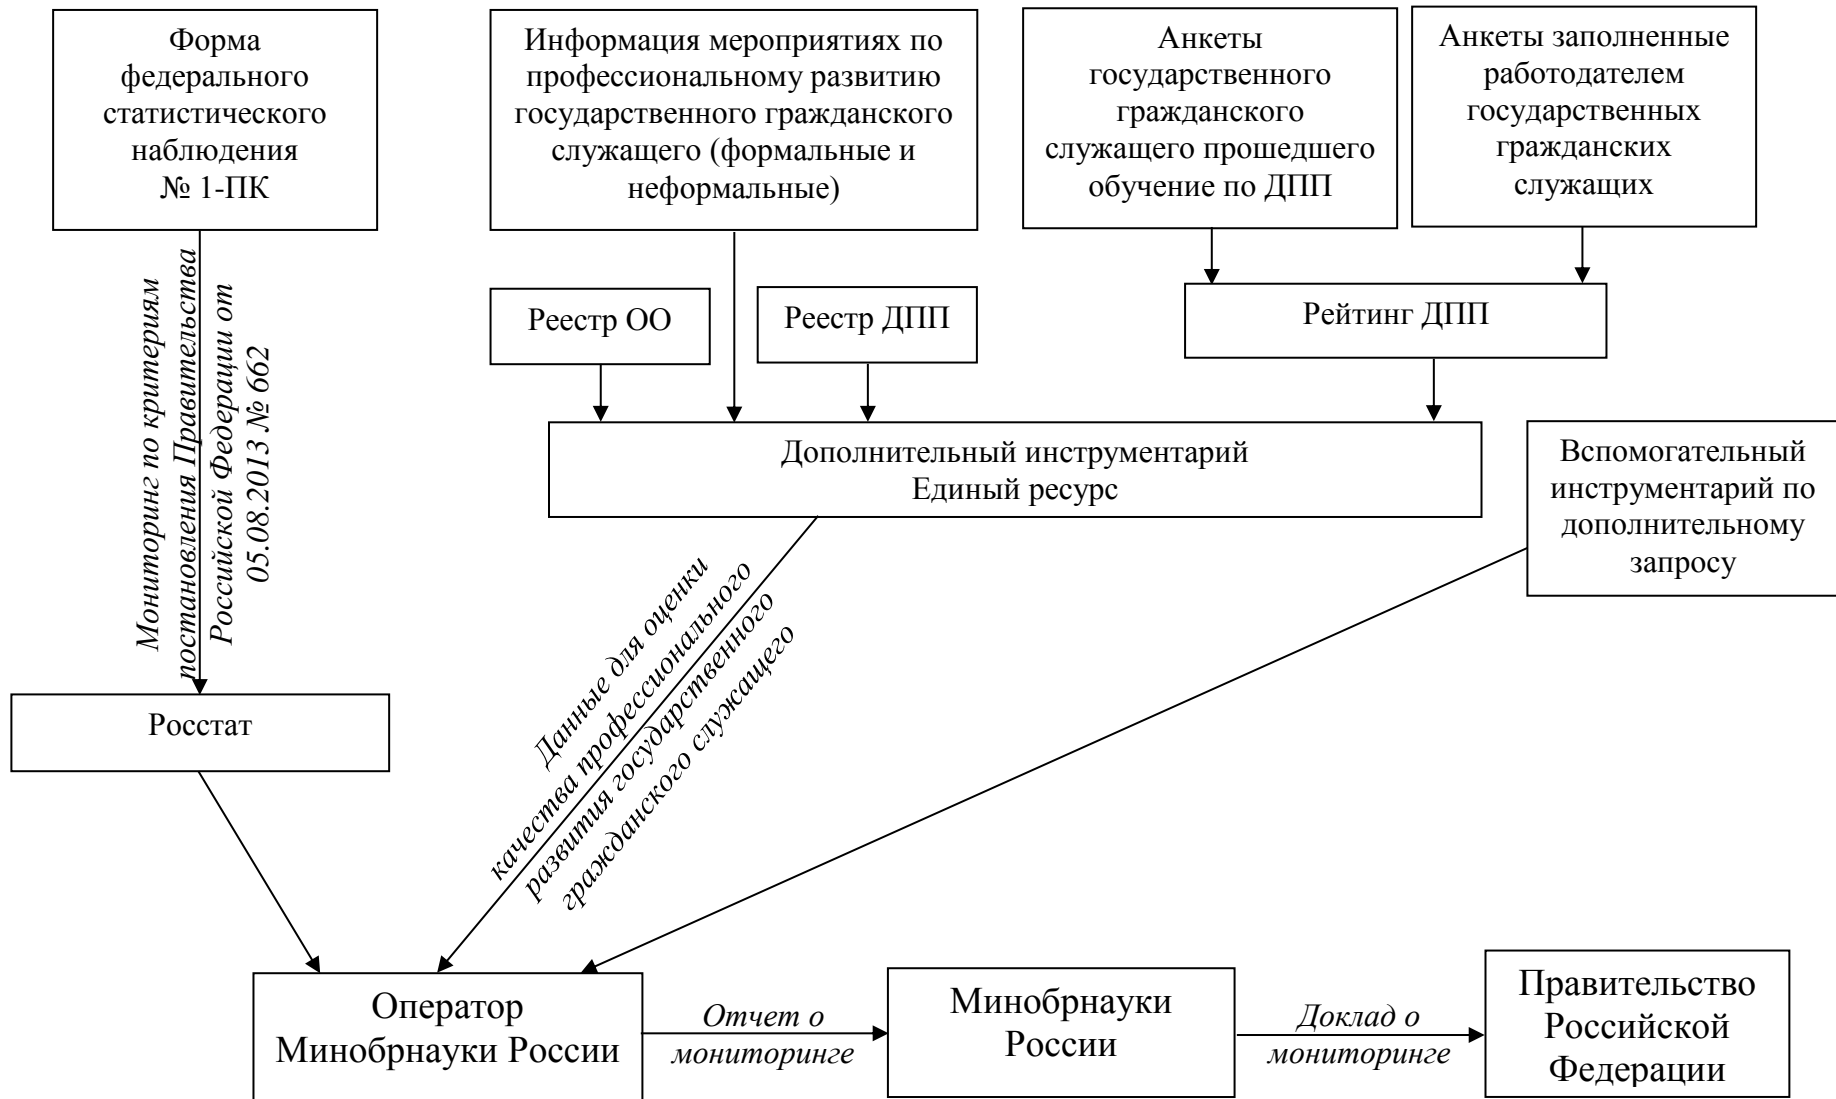 Форма
федерального
статистического
наблюдения
№ 1-ПК
Информация мероприятиях по
профессиональному развитию
государственного гражданского
служащего (формальные и
неформальные)
Анкеты
государственного
гражданского
служащего прошедшего
обучение по ДПП
Анкеты заполненные
работодателем
государственных
гражданских
служащих
Мониторинг по критериям
постановления Правительства
Российской Федерации от
05.08.2013 № 662
Реестр ОО
Реестр ДПП
Рейтинг ДПП
Дополнительный инструментарий
Единый ресурс
Вспомогательный
инструментарий по
дополнительному
запросу
Данные для оценки
качества профессионального
развития государственного
гражданского служащего
Росстат
Оператор
Минобрнауки России
Отчет о
мониторинге
Минобрнауки
России
Доклад о
мониторинге
Правительство
Российской
Федерации